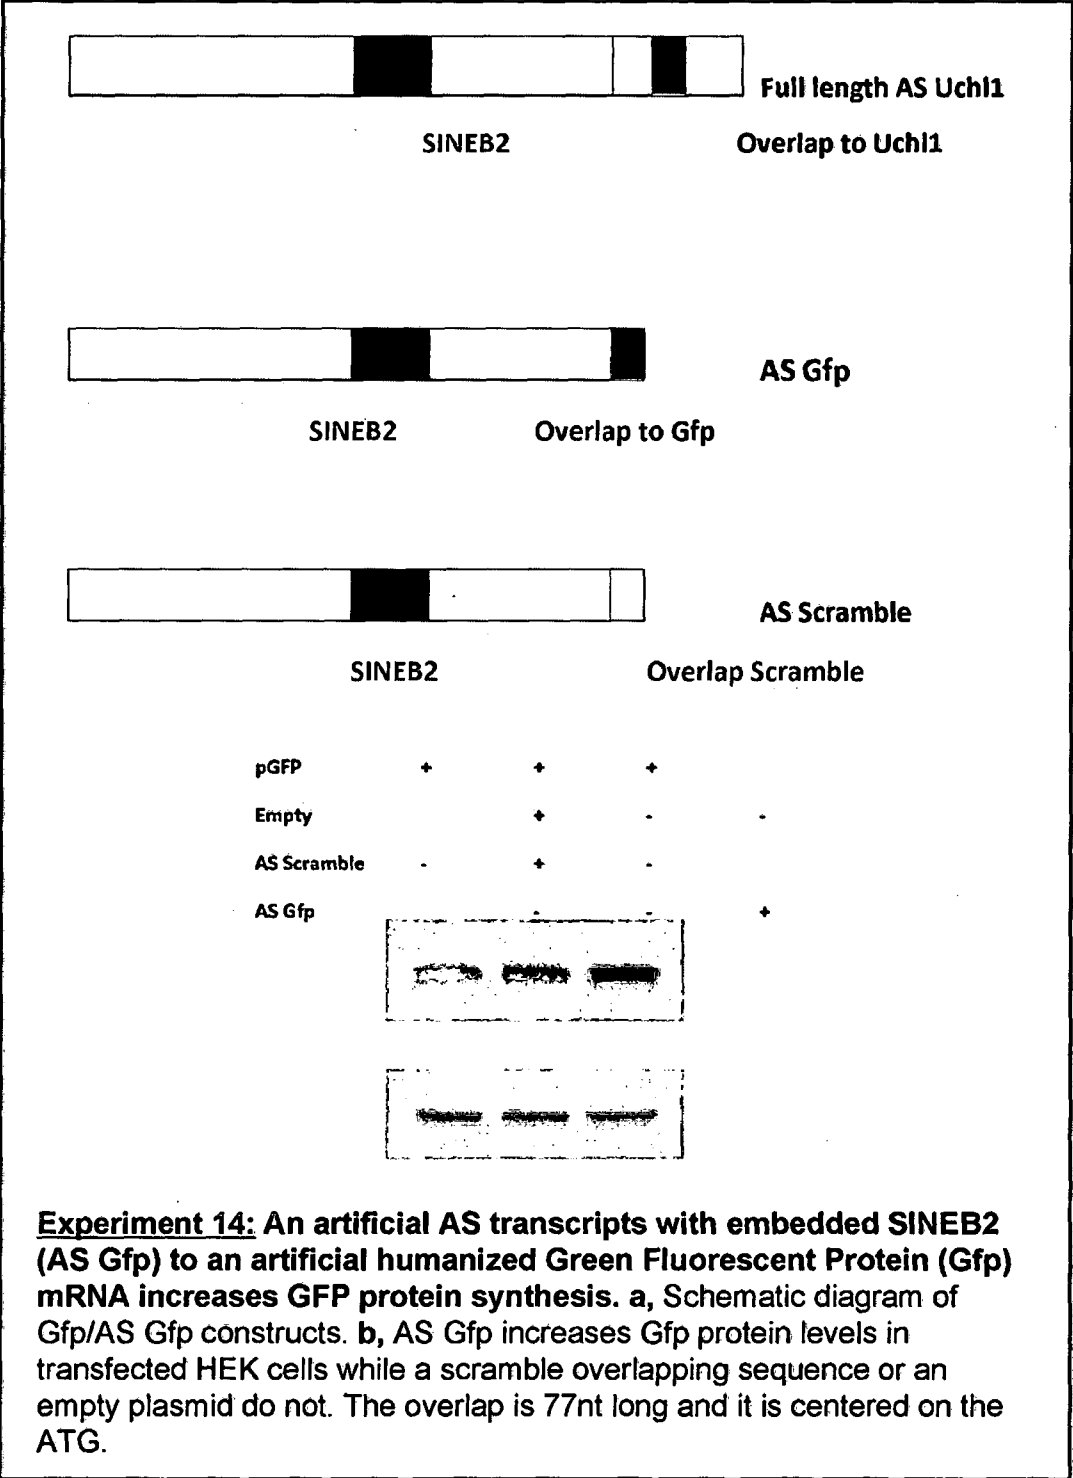 Full length AS Uchl1
SINEB2 Overlap to Uchl1
AS Gfp
SINEB2 Overlap to Gfp
AS Scramble
SINEB2 Overlap Scramble
pGFP + + +
Empty + - -
AS Scramble - + -
AS Gfp - - +
Experiment 14: An artificial AS transcripts with embedded SINEB2
(AS Gfp) to an artificial humanized Green Fluorescent Protein (Gfp)
mRNA increases GFP protein synthesis. a, Schematic diagram of
Gfp/AS Gfp constructs. b, AS Gfp increases Gfp protein levels in
transfected HEK cells while a scramble overlapping sequence or an
empty plasmid do not. The overlap is 77nt long and it is centered on the
ATG.